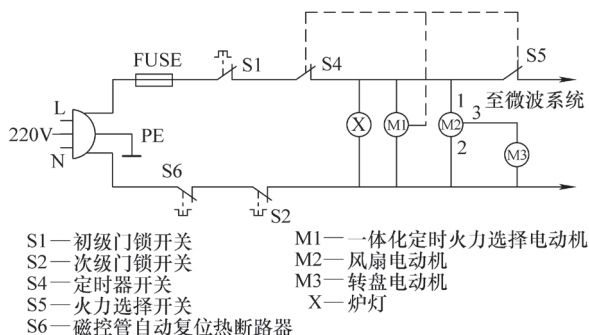 FUSE
S1
S4
S5
L
220V
N
PE
X
M1
1
M2
3
2
M3
至微波系统
S6
S2
S1—初级门锁开关
S2—次级门锁开关
S4—定时器开关
S5—火力选择开关
S6—磁控管自动复位热断路器
M1—一体化定时火力选择电动机
M2—风扇电动机
M3—转盘电动机
X—炉灯